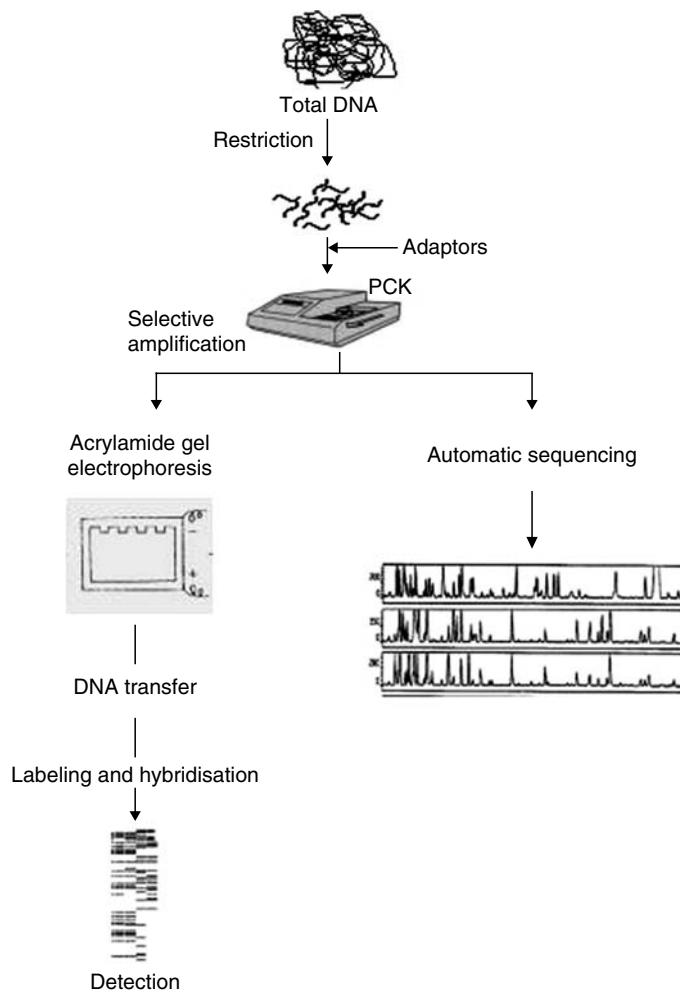 Total DNA
Restriction
Adaptors
PCK
Selective
amplification
Acrylamide gel
electrophoresis
Automatic sequencing
DNA transfer
Labeling and hybridisation
Detection